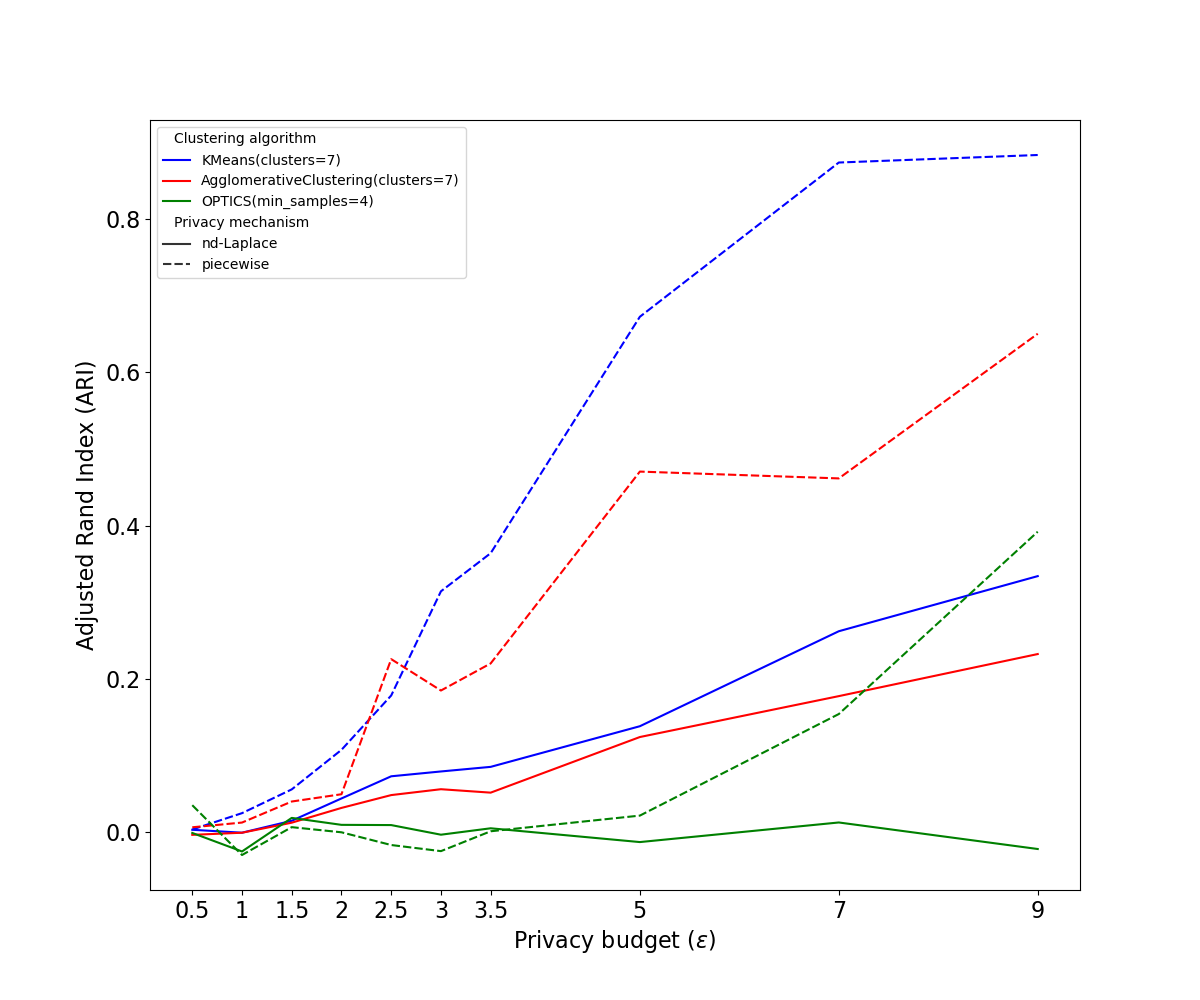 Clustering algorithm
KMeans(clusters=7)
AgglomerativeClustering(clusters=7)
OPTICS(min_samples=4)
Privacy mechanism
nd-Laplace
piecewise
Adjusted Rand Index (ARI)
0.8
0.6
0.4
0.2
0.0
0.5 1 1.5 2 2.5 3 3.5 5 7 9
Privacy budget (ε)